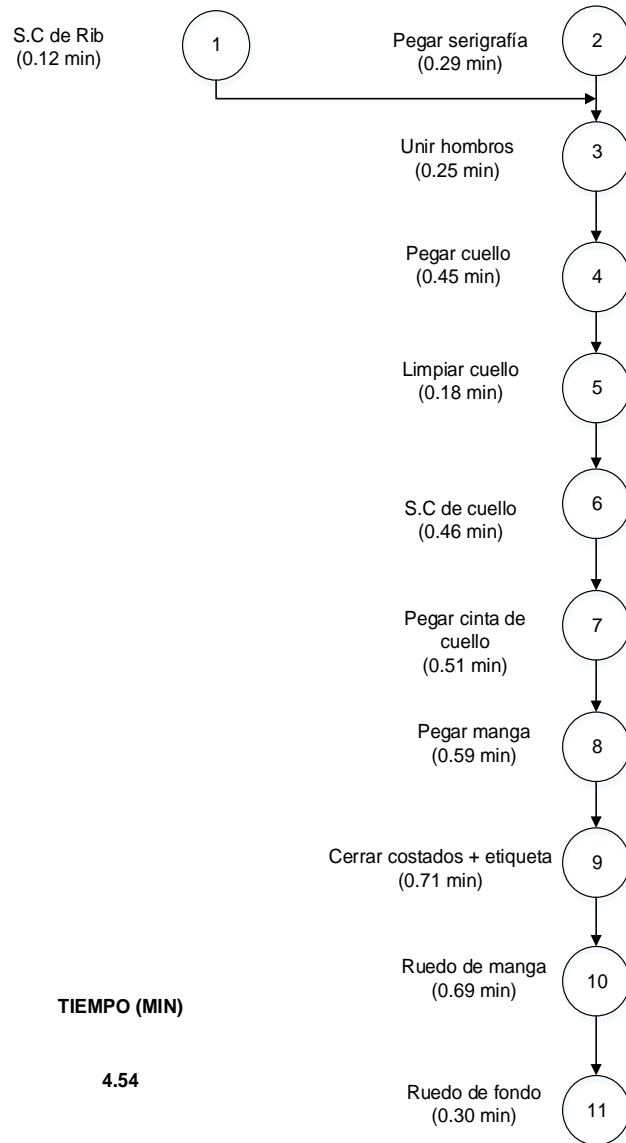 S.C de Rib
(0.12 min)
1
Pegar serigrafía
(0.29 min)
2
Unir hombros
(0.25 min)
3
Pegar cuello
(0.45 min)
4
Limpiar cuello
(0.18 min)
5
S.C de cuello
(0.46 min)
6
Pegar cinta de
cuello
(0.51 min)
7
Pegar manga
(0.59 min)
8
Cerrar costados + etiqueta
(0.71 min)
9
Ruedo de manga
(0.69 min)
10
TIEMPO (MIN)
4.54
Ruedo de fondo
(0.30 min)
11